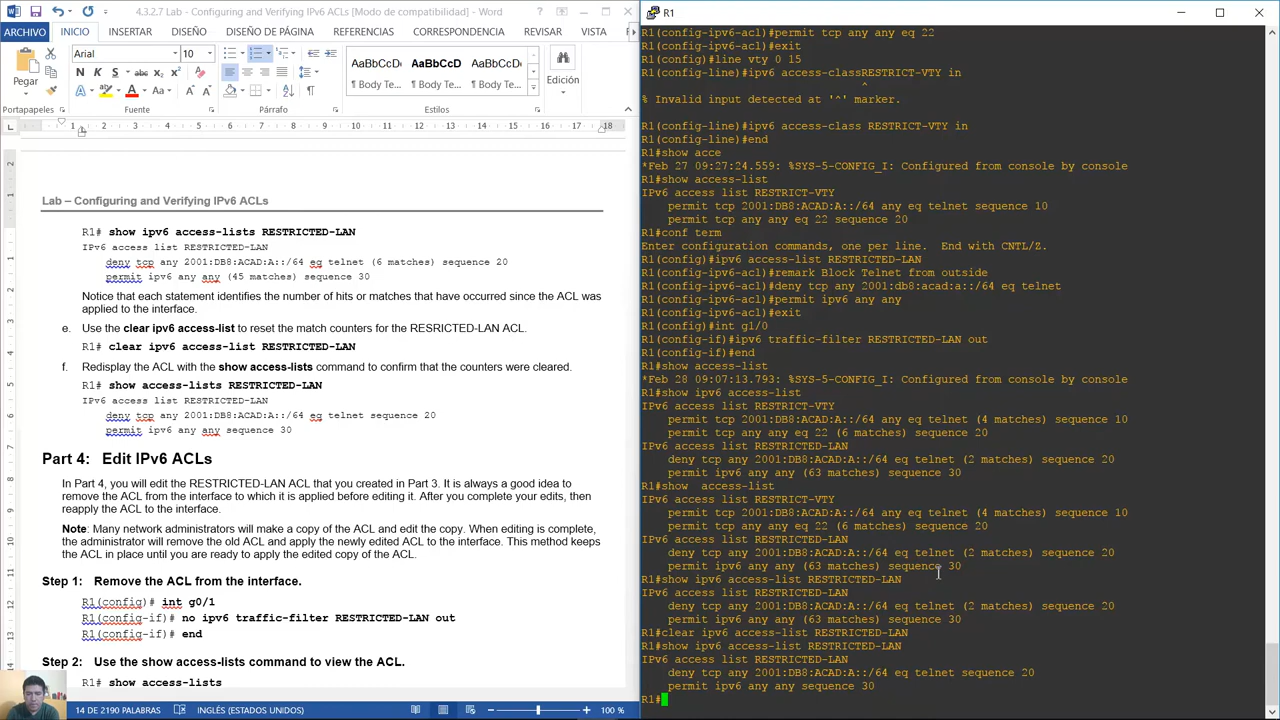 4.3.2.7 Lab - Configuring and Verifying IPv6 ACLs [Modo de compatibilidad] - Word
ARCHIVO INICIO INSERTAR DISEÑO DISEÑO DE PÁGINA REFERENCIAS CORRESPONDENCIA REVISAR VISTA
Pegar
Arial 10
N K S abc x₂ x²
A aby A Aa A A
AaBbCcDc AaBbCcDc AaBbCcDc
¶ Body Te... ¶ Body Te... ¶ Body Te...
Edición
Portapapeles Fuente Párrafo Estilos
1 2 3 4 5 6 7 8 9 10 11 12 13 14 15 16 18
Lab – Configuring and Verifying IPv6 ACLs
R1# show ipv6 access-lists RESTRICTED-LAN
IPv6 access list RESTRICTED-LAN
deny tcp any 2001:DB8:ACAD:A::/64 eq telnet (6 matches) sequence 20
permit ipv6 any any (45 matches) sequence 30
Notice that each statement identifies the number of hits or matches that have occurred since the ACL was
applied to the interface.
e. Use the clear ipv6 access-list to reset the match counters for the RESRICTED-LAN ACL.
R1# clear ipv6 access-list RESTRICTED-LAN
f. Redisplay the ACL with the show access-lists command to confirm that the counters were cleared.
R1# show access-lists RESTRICTED-LAN
IPv6 access list RESTRICTED-LAN
deny tcp any 2001:DB8:ACAD:A::/64 eq telnet sequence 20
permit ipv6 any any sequence 30
Part 4: Edit IPv6 ACLs
In Part 4, you will edit the RESTRICTED-LAN ACL that you created in Part 3. It is always a good idea to
remove the ACL from the interface to which it is applied before editing it. After you complete your edits, then
reapply the ACL to the interface.
Note: Many network administrators will make a copy of the ACL and edit the copy. When editing is complete,
the administrator will remove the old ACL and apply the newly edited ACL to the interface. This method keeps
the ACL in place until you are ready to apply the edited copy of the ACL.
Step 1: Remove the ACL from the interface.
R1(config)# int g0/1
R1(config-if)# no ipv6 traffic-filter RESTRICTED-LAN out
R1(config-if)# end
Step 2: Use the show access-lists command to view the ACL.
R1# show access-lists
14 DE 2190 PALABRAS INGLÉS (ESTADOS UNIDOS) 100 %
R1
R1(config-ipv6-acl)#permit tcp any any eq 22
R1(config-ipv6-acl)#exit
R1(config)#line vty 0 15
R1(config-line)#ipv6 access-classRESTRICT-VTY in
^
% Invalid input detected at '^' marker.
R1(config-line)#ipv6 access-class RESTRICT-VTY in
R1(config-line)#end
R1#show acce
*Feb 27 09:27:24.559: %SYS-5-CONFIG_I: Configured from console by console
R1#show access-list
IPv6 access list RESTRICT-VTY
permit tcp 2001:DB8:ACAD:A::/64 any eq telnet sequence 10
permit tcp any any eq 22 sequence 20
R1#conf term
Enter configuration commands, one per line. End with CNTL/Z.
R1(config)#ipv6 access-list RESTRICTED-LAN
R1(config-ipv6-acl)#remark Block Telnet from outside
R1(config-ipv6-acl)#deny tcp any 2001:db8:acad:a::/64 eq telnet
R1(config-ipv6-acl)#permit ipv6 any any
R1(config-ipv6-acl)#exit
R1(config)#int g1/0
R1(config-if)#ipv6 traffic-filter RESTRICTED-LAN out
R1(config-if)#end
R1#show access-list
*Feb 28 09:07:13.793: %SYS-5-CONFIG_I: Configured from console by console
R1#show ipv6 access-list
IPv6 access list RESTRICT-VTY
permit tcp 2001:DB8:ACAD:A::/64 any eq telnet (4 matches) sequence 10
permit tcp any any eq 22 (6 matches) sequence 20
IPv6 access list RESTRICTED-LAN
deny tcp any 2001:DB8:ACAD:A::/64 eq telnet (2 matches) sequence 20
permit ipv6 any any (63 matches) sequence 30
R1#show  access-list
IPv6 access list RESTRICT-VTY
permit tcp 2001:DB8:ACAD:A::/64 any eq telnet (4 matches) sequence 10
permit tcp any any eq 22 (6 matches) sequence 20
IPv6 access list RESTRICTED-LAN
deny tcp any 2001:DB8:ACAD:A::/64 eq telnet (2 matches) sequence 20
permit ipv6 any any (63 matches) sequence 30
R1#show ipv6 access-list RESTRICTED-LAN
IPv6 access list RESTRICTED-LAN
deny tcp any 2001:DB8:ACAD:A::/64 eq telnet (2 matches) sequence 20
permit ipv6 any any (63 matches) sequence 30
R1#clear ipv6 access-list RESTRICTED-LAN
R1#show ipv6 access-list RESTRICTED-LAN
IPv6 access list RESTRICTED-LAN
deny tcp any 2001:DB8:ACAD:A::/64 eq telnet sequence 20
permit ipv6 any any sequence 30
R1#